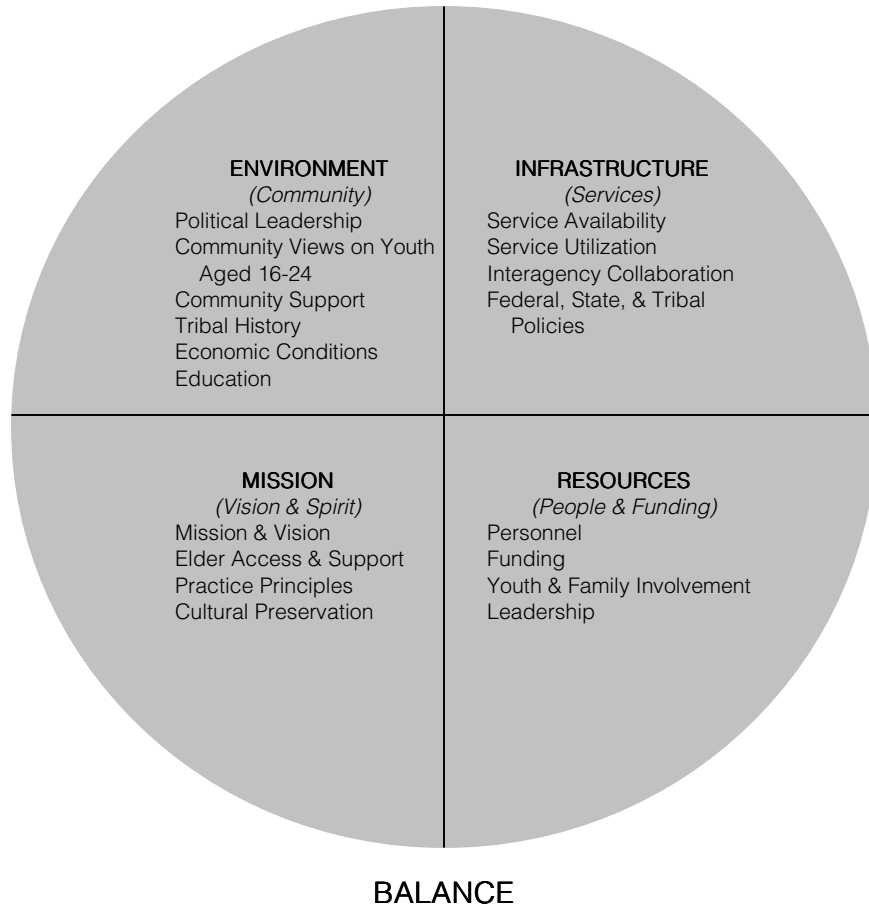 ENVIRONMENT
(Community)
Political Leadership
Community Views on Youth
Aged 16-24
Community Support
Tribal History
Economic Conditions
Education
INFRASTRUCTURE
(Services)
Service Availability
Service Utilization
Interagency Collaboration
Federal, State, & Tribal
Policies
MISSION
(Vision & Spirit)
Mission & Vision
Elder Access & Support
Practice Principles
Cultural Preservation
RESOURCES
(People & Funding)
Personnel
Funding
Youth & Family Involvement
Leadership
BALANCE